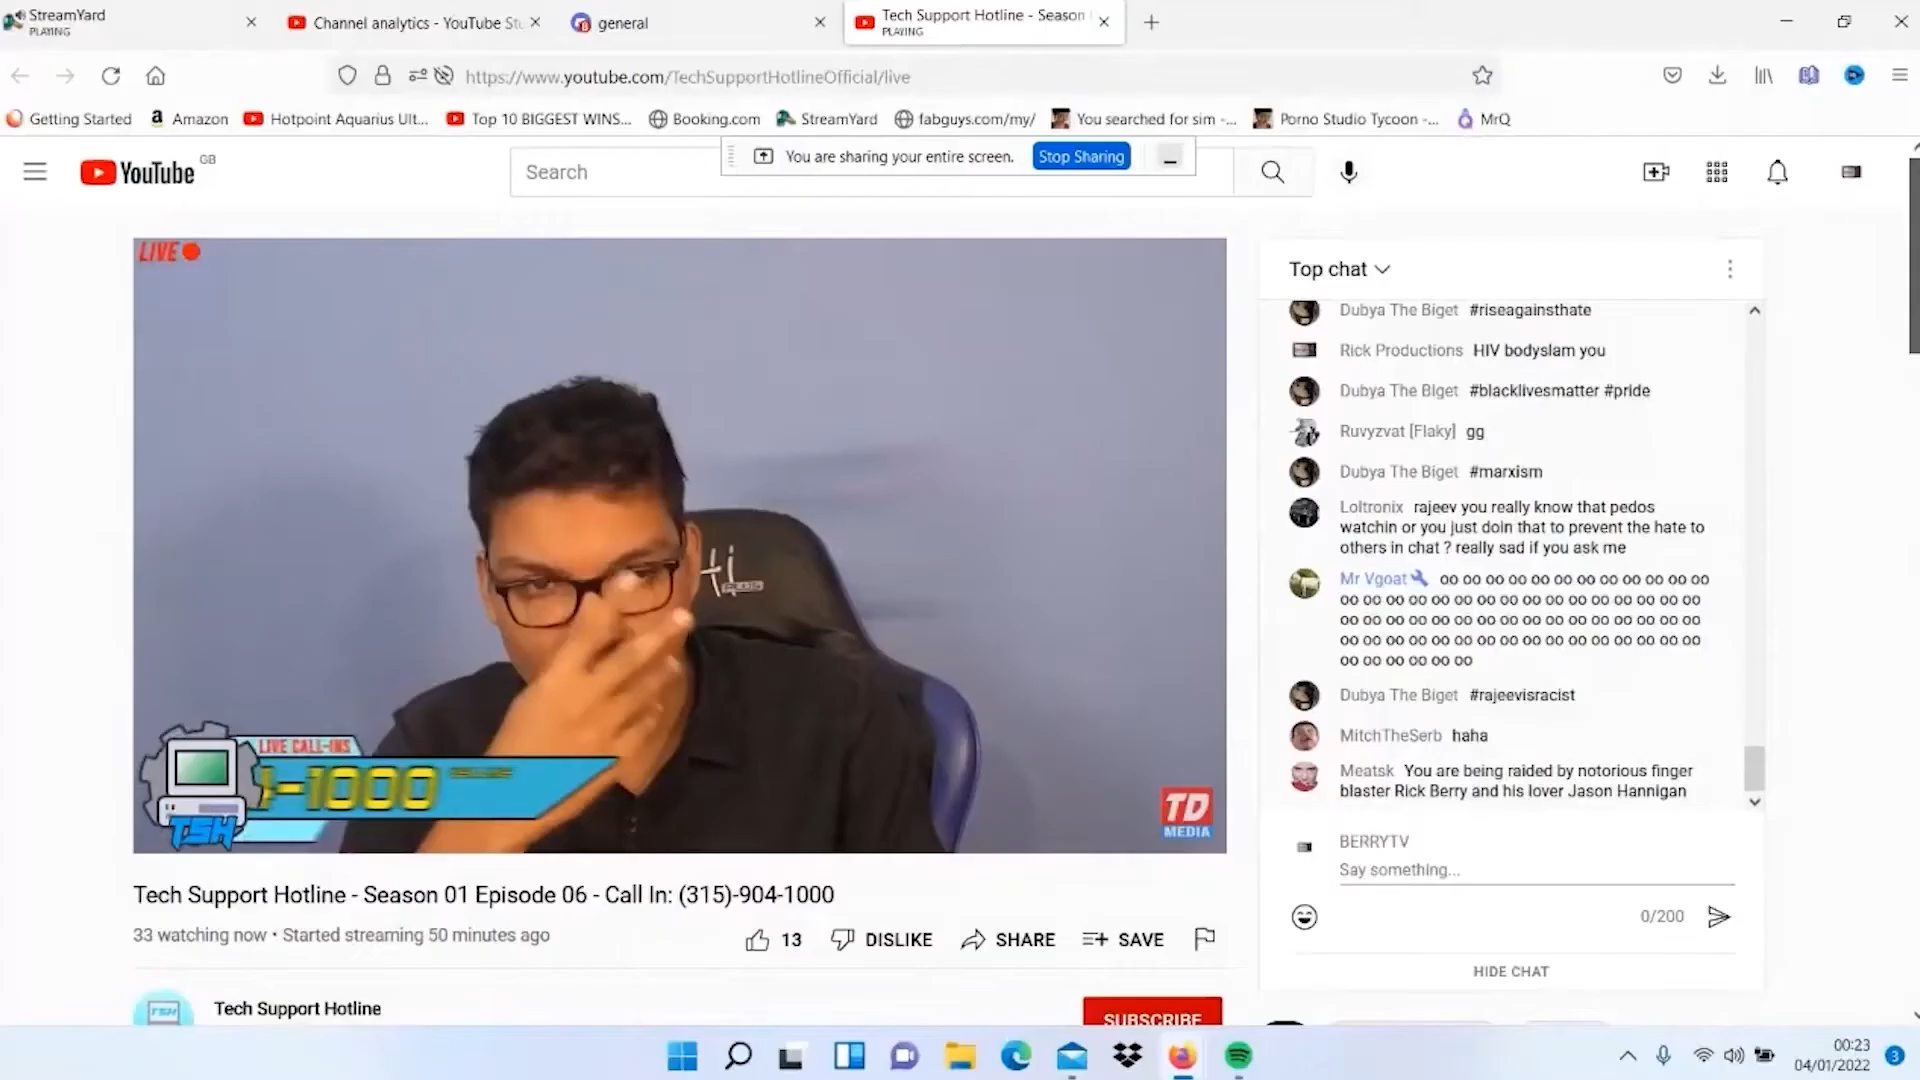 StreamYard
PLAYING
Channel analytics - YouTube Stu
general
Tech Support Hotline - Season
PLAYING
https://www.youtube.com/TechSupportHotlineOfficial/live
Getting Started
Amazon
Hotpoint Aquarius Ult...
Top 10 BIGGEST WINS...
Booking.com
StreamYard
fabguys.com/my/
You searched for sim -...
Porno Studio Tycoon -...
MrQ
YouTube GB
Search
You are sharing your entire screen.
Stop Sharing
LIVE
Hi
LIVE CALL-INS
-1000
TSH
TD
MEDIA
Top chat
Dubya The Biget #riseagainsthate
Rick Productions HIV bodyslam you
Dubya The Biget #blacklivesmatter #pride
Ruvyzvat [Flaky] gg
Dubya The Biget #marxism
Loltronix rajeev you really know that pedos
watchin or you just doin that to prevent the hate to
others in chat ? really sad if you ask me
Mr Vgoat oo oo oo oo oo oo oo oo oo oo oo oo
oo oo oo oo oo oo oo oo oo oo oo oo oo oo oo oo
oo oo oo oo oo oo oo oo oo oo oo oo oo oo oo oo
oo oo oo oo oo oo oo oo oo oo oo oo oo oo oo oo
oo oo oo oo oo oo
Dubya The Biget #rajeevisracist
MitchTheSerb haha
Meatsk You are being raided by notorious finger
blaster Rick Berry and his lover Jason Hannigan
BERRYTV
Say something...
0/200
HIDE CHAT
Tech Support Hotline - Season 01 Episode 06 - Call In: (315)-904-1000
33 watching now • Started streaming 50 minutes ago
13
DISLIKE
SHARE
SAVE
TSH
Tech Support Hotline
SUBSCRIBE
00:23
04/01/2022
3